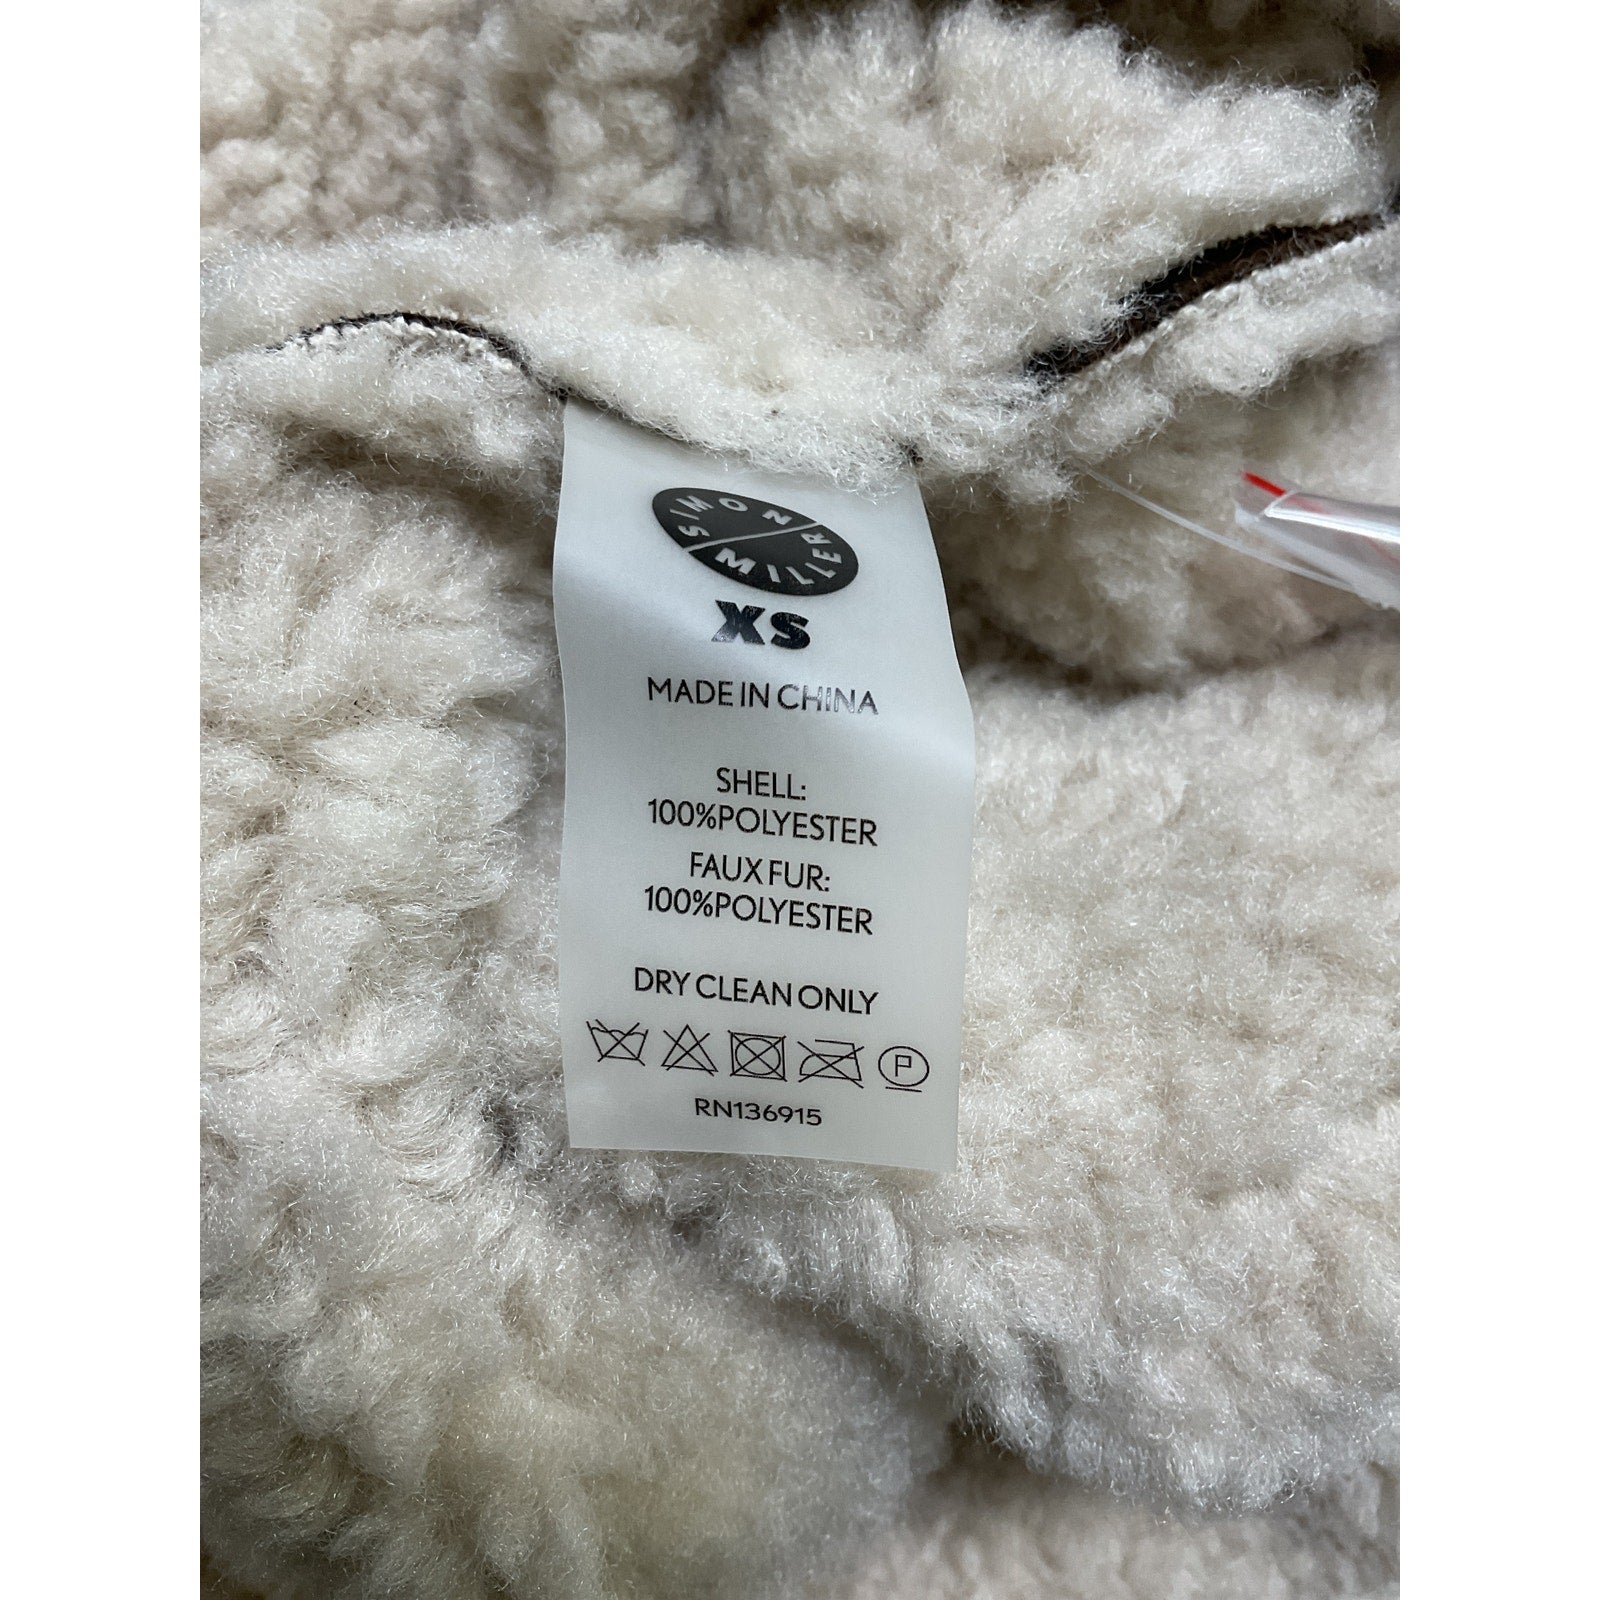 SIMON
MILLER
XS
MADE IN CHINA
SHELL:
100%POLYESTER
FAUX FUR:
100%POLYESTER
DRY CLEAN ONLY
P
RN136915